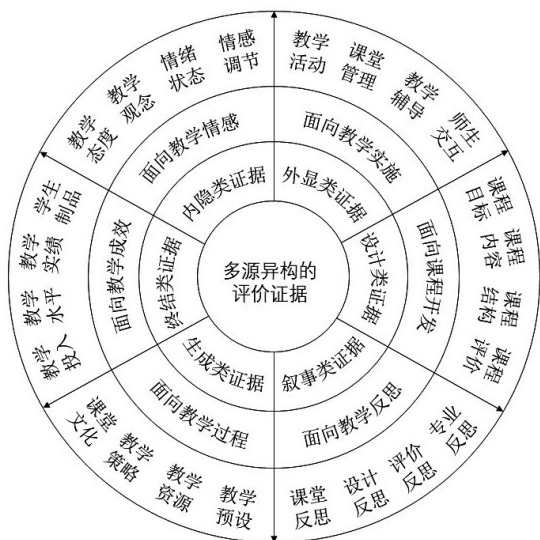 多源异构的
评价证据
外显类证据
面向教学实施
教学
活动
课堂
管理
教学
辅导
师生
交互
设计类证据
面向课程开发
课程
目标
课程
内容
课程
结构
课程
评价
叙事类证据
面向教学反思
专业
反思
评价
反思
设计
反思
课堂
反思
生成类证据
面向教学过程
教学
预设
教学
资源
教学
策略
课堂
文化
终结类证据
面向教学成效
教学
投入
教学
水平
教学
实绩
学生
制品
内隐类证据
面向教学情感
教学
态度
教学
观念
情绪
状态
情感
调节